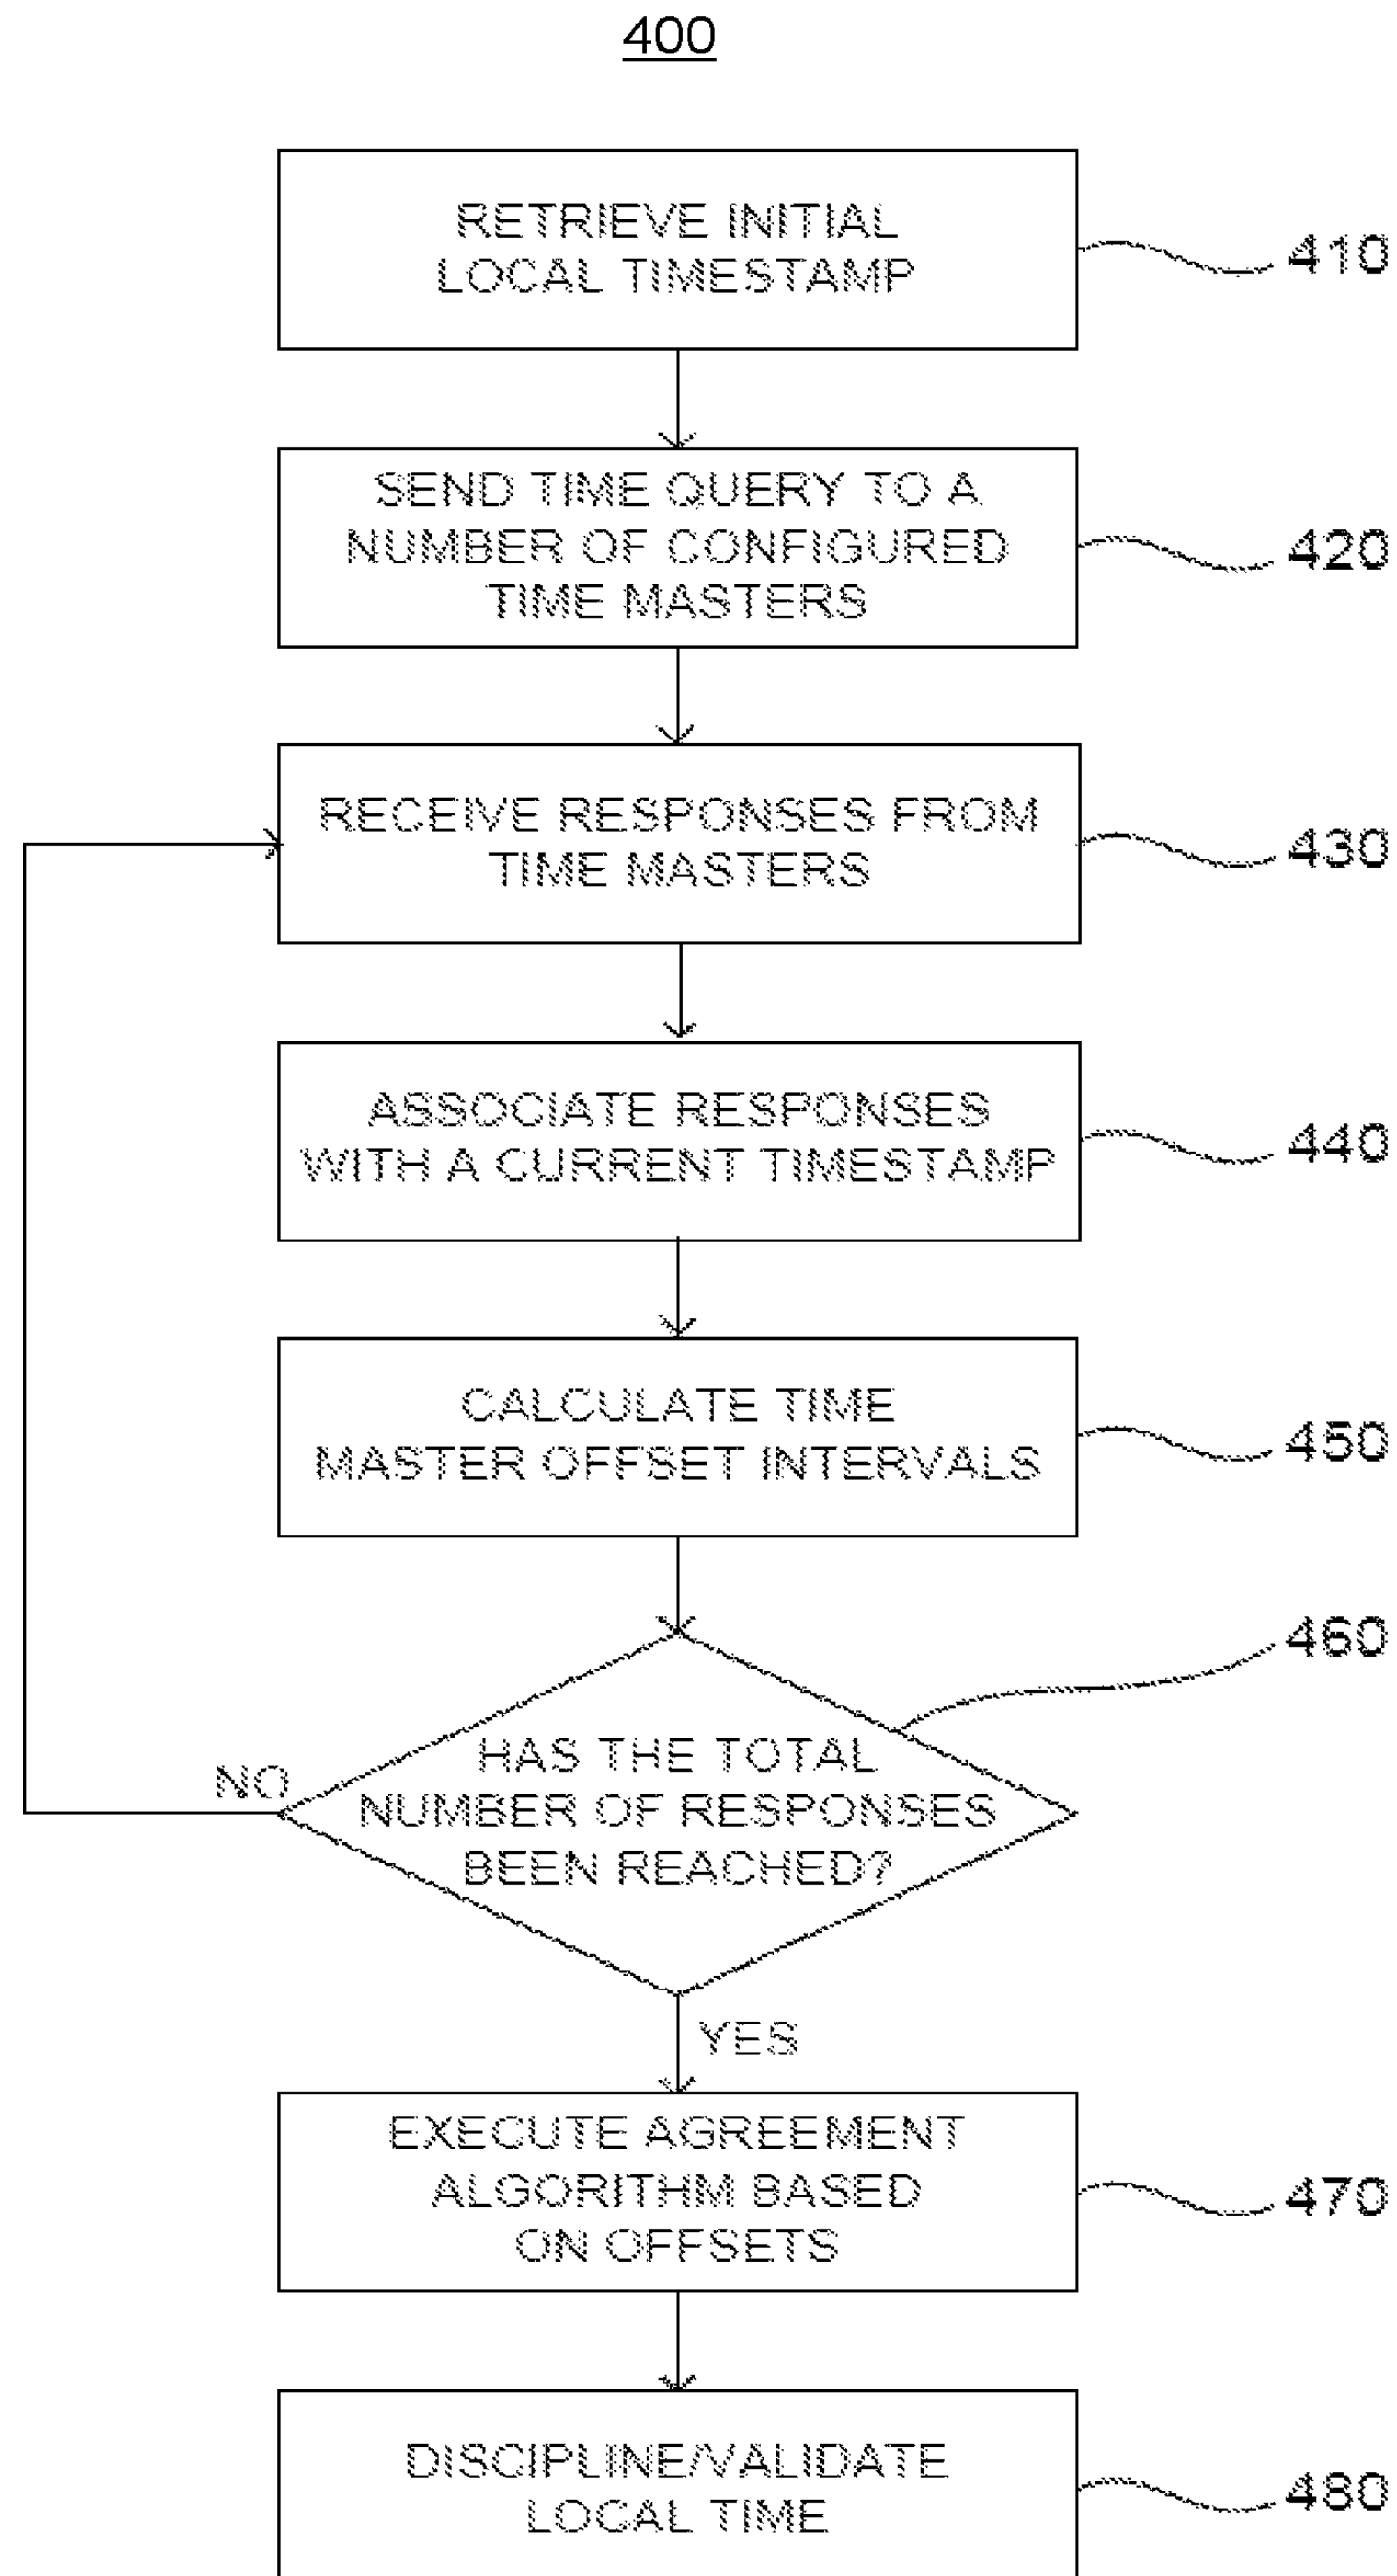 400
RETRIEVE INITIAL
LOCAL TIMESTAMP
410
SEND TIME QUERY TO A
NUMBER OF CONFIGURED
TIME MASTERS
420
RECEIVE RESPONSES FROM
TIME MASTERS
430
ASSOCIATE RESPONSES
WITH A CURRENT TIMESTAMP
440
CALCULATE TIME
MASTER OFFSET INTERVALS
450
460
HAS THE TOTAL
NUMBER OF RESPONSES
BEEN REACHED?
NO
YES
EXECUTE AGREEMENT
ALGORITHM BASED
ON OFFSETS
470
DISCIPLINE/VALIDATE
LOCAL TIME
480